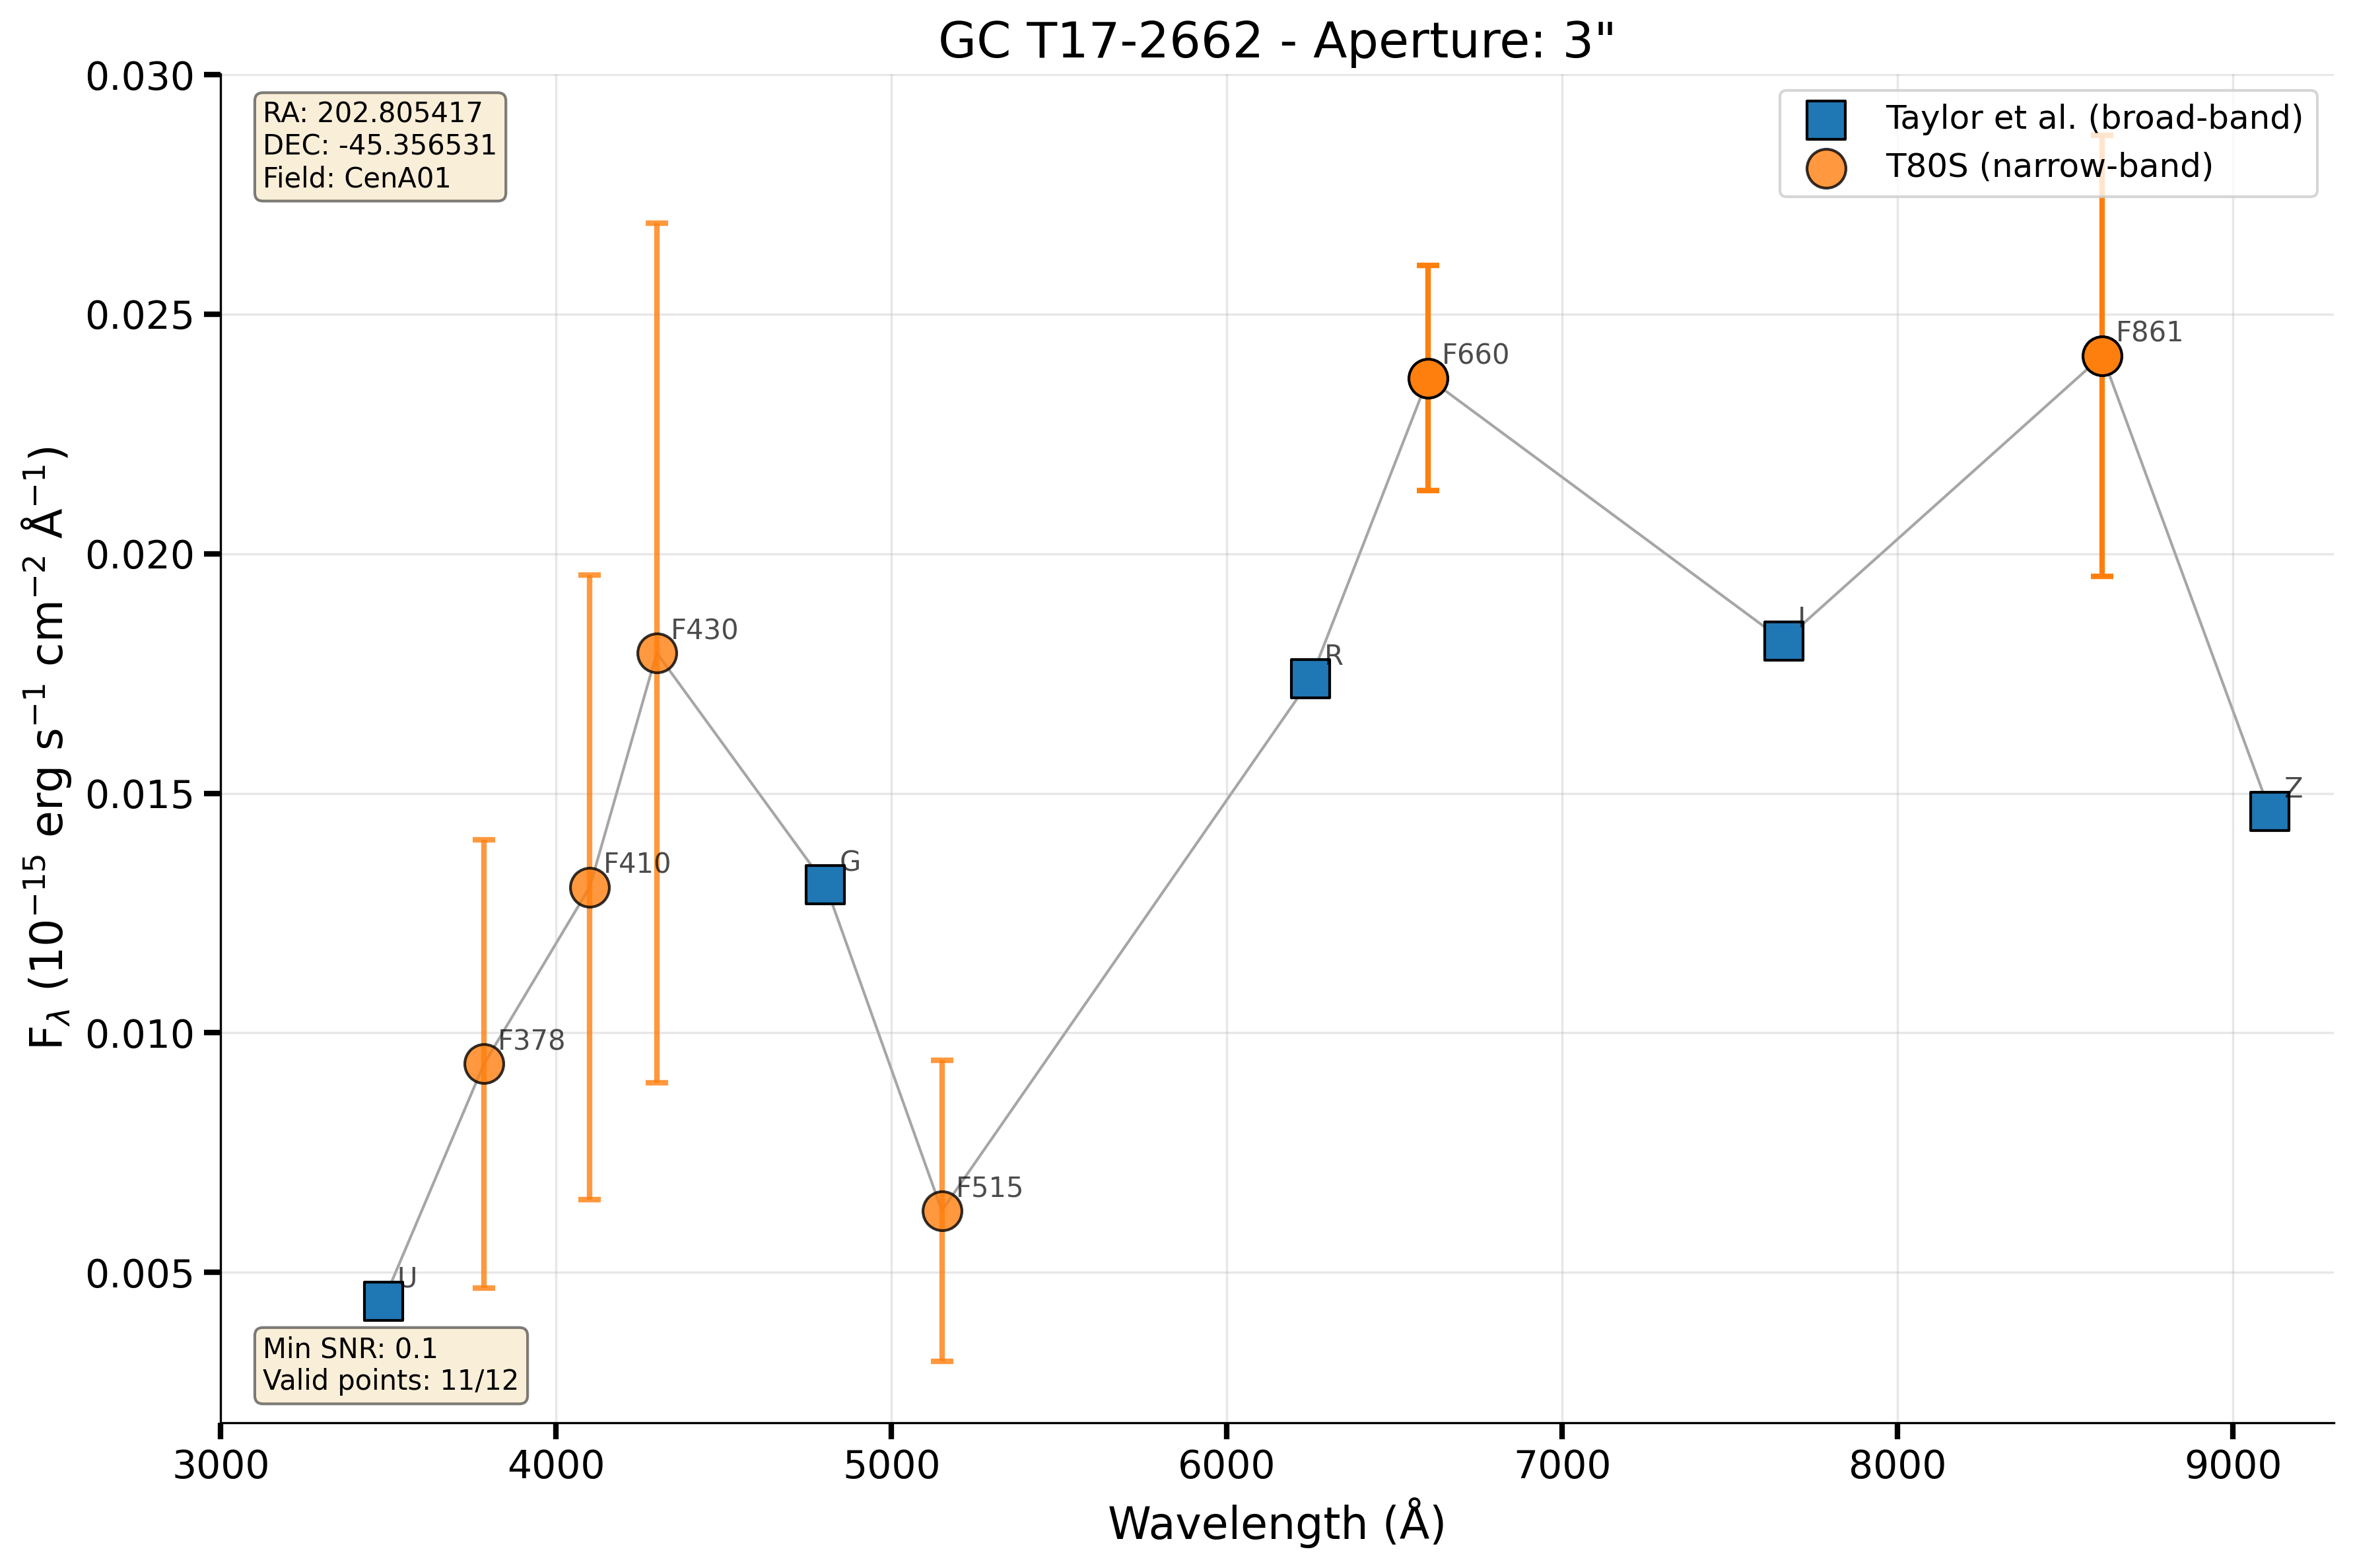 GC T17-2662 - Aperture: 3"
RA: 202.805417
DEC: -45.356531
Field: CenA01
Taylor et al. (broad-band)
T80S (narrow-band)
F_λ (10⁻¹⁵ erg s⁻¹ cm⁻² Å⁻¹)
0.030
0.025
0.020
0.015
0.010
0.005
U
F378
F410
F430
G
F515
R
F660
I
F861
Z
Min SNR: 0.1
Valid points: 11/12
3000 4000 5000 6000 7000 8000 9000
Wavelength (Å)